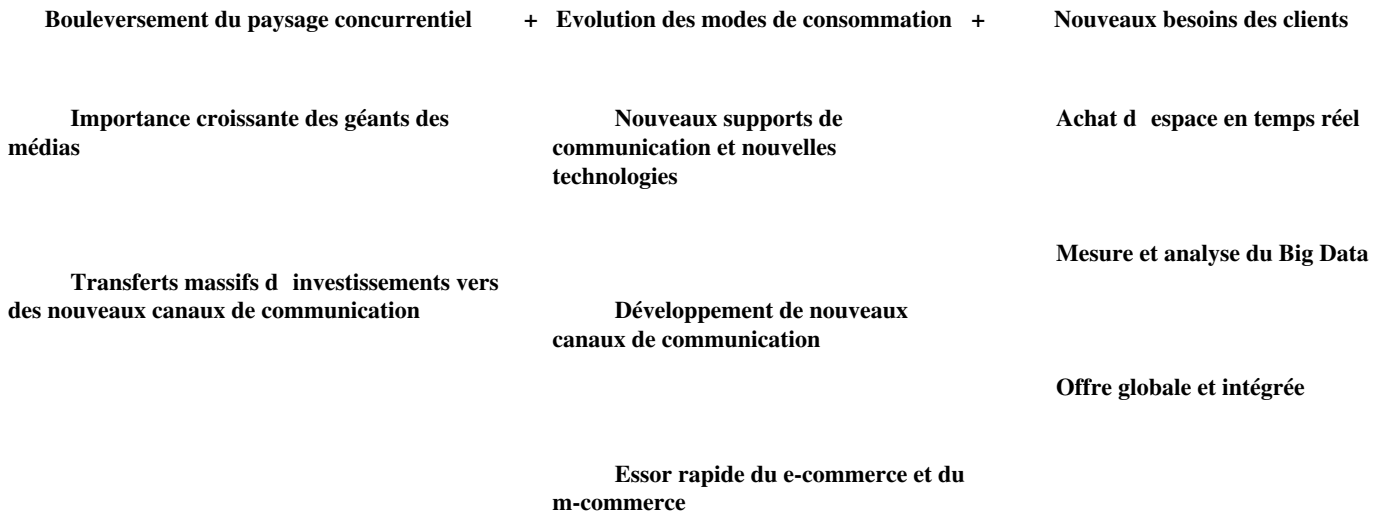 Bouleversement du paysage concurrentiel + Evolution des modes de consommation + Nouveaux besoins des clients
Importance croissante des géants des
médias
Transferts massifs d investissements vers
des nouveaux canaux de communication
Nouveaux supports de
communication et nouvelles
technologies
Développement de nouveaux
canaux de communication
Essor rapide du e-commerce et du
m-commerce
Achat d espace en temps réel
Mesure et analyse du Big Data
Offre globale et intégrée